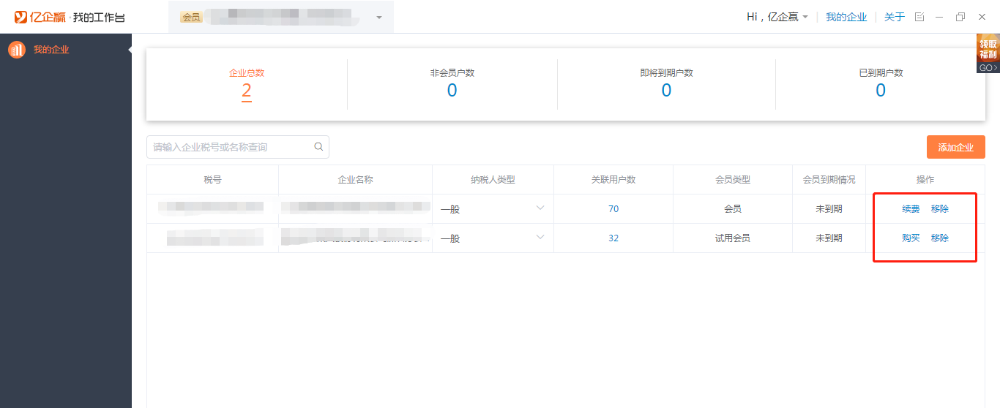 亿企赢·我的工作台
会员
Hi，亿企赢
我的企业
关于
我的企业
领取
福利
GO>
企业总数
2
非会员户数
0
即将到期户数
0
已到期户数
0
请输入企业税号或名称查询
添加企业
税号 企业名称 纳税人类型 关联用户数 会员类型 会员到期情况 操作
一般 70 会员 未到期 续费 移除
一般 32 试用会员 未到期 购买 移除